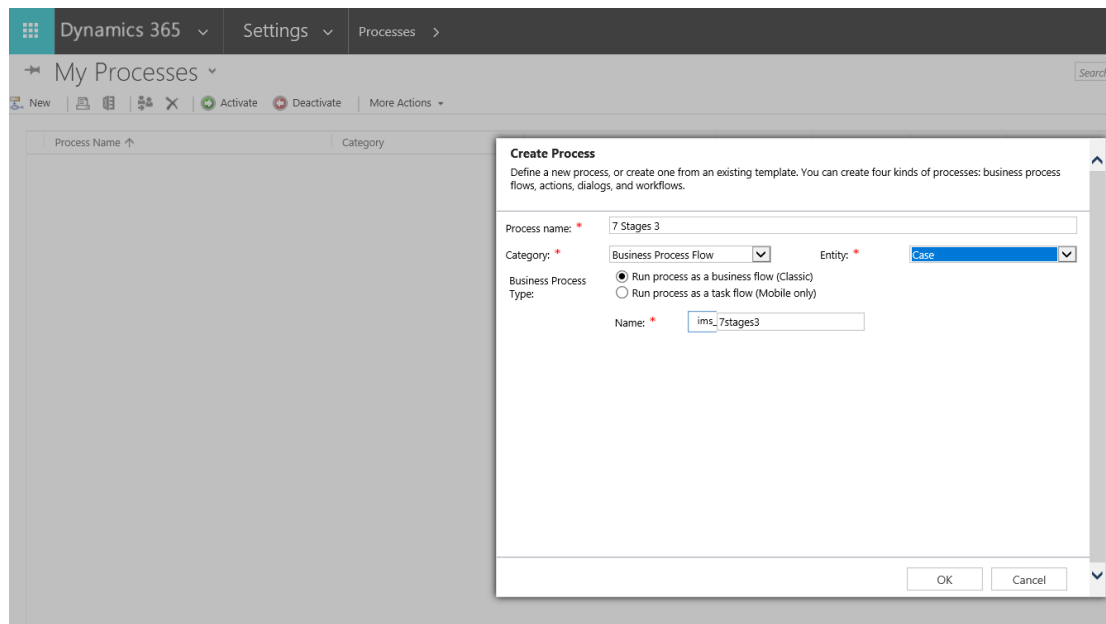 Dynamics 365 Settings Processes
My Processes
Search
New Activate Deactivate More Actions
Process Name Category
Create Process
Define a new process, or create one from an existing template. You can create four kinds of processes: business process
flows, actions, dialogs, and workflows.
Process name: * 7 Stages 3
Category: * Business Process Flow Entity: * Case
Business Process
Type:
Run process as a business flow (Classic)
Run process as a task flow (Mobile only)
Name: * ims_ 7stages3
OK Cancel